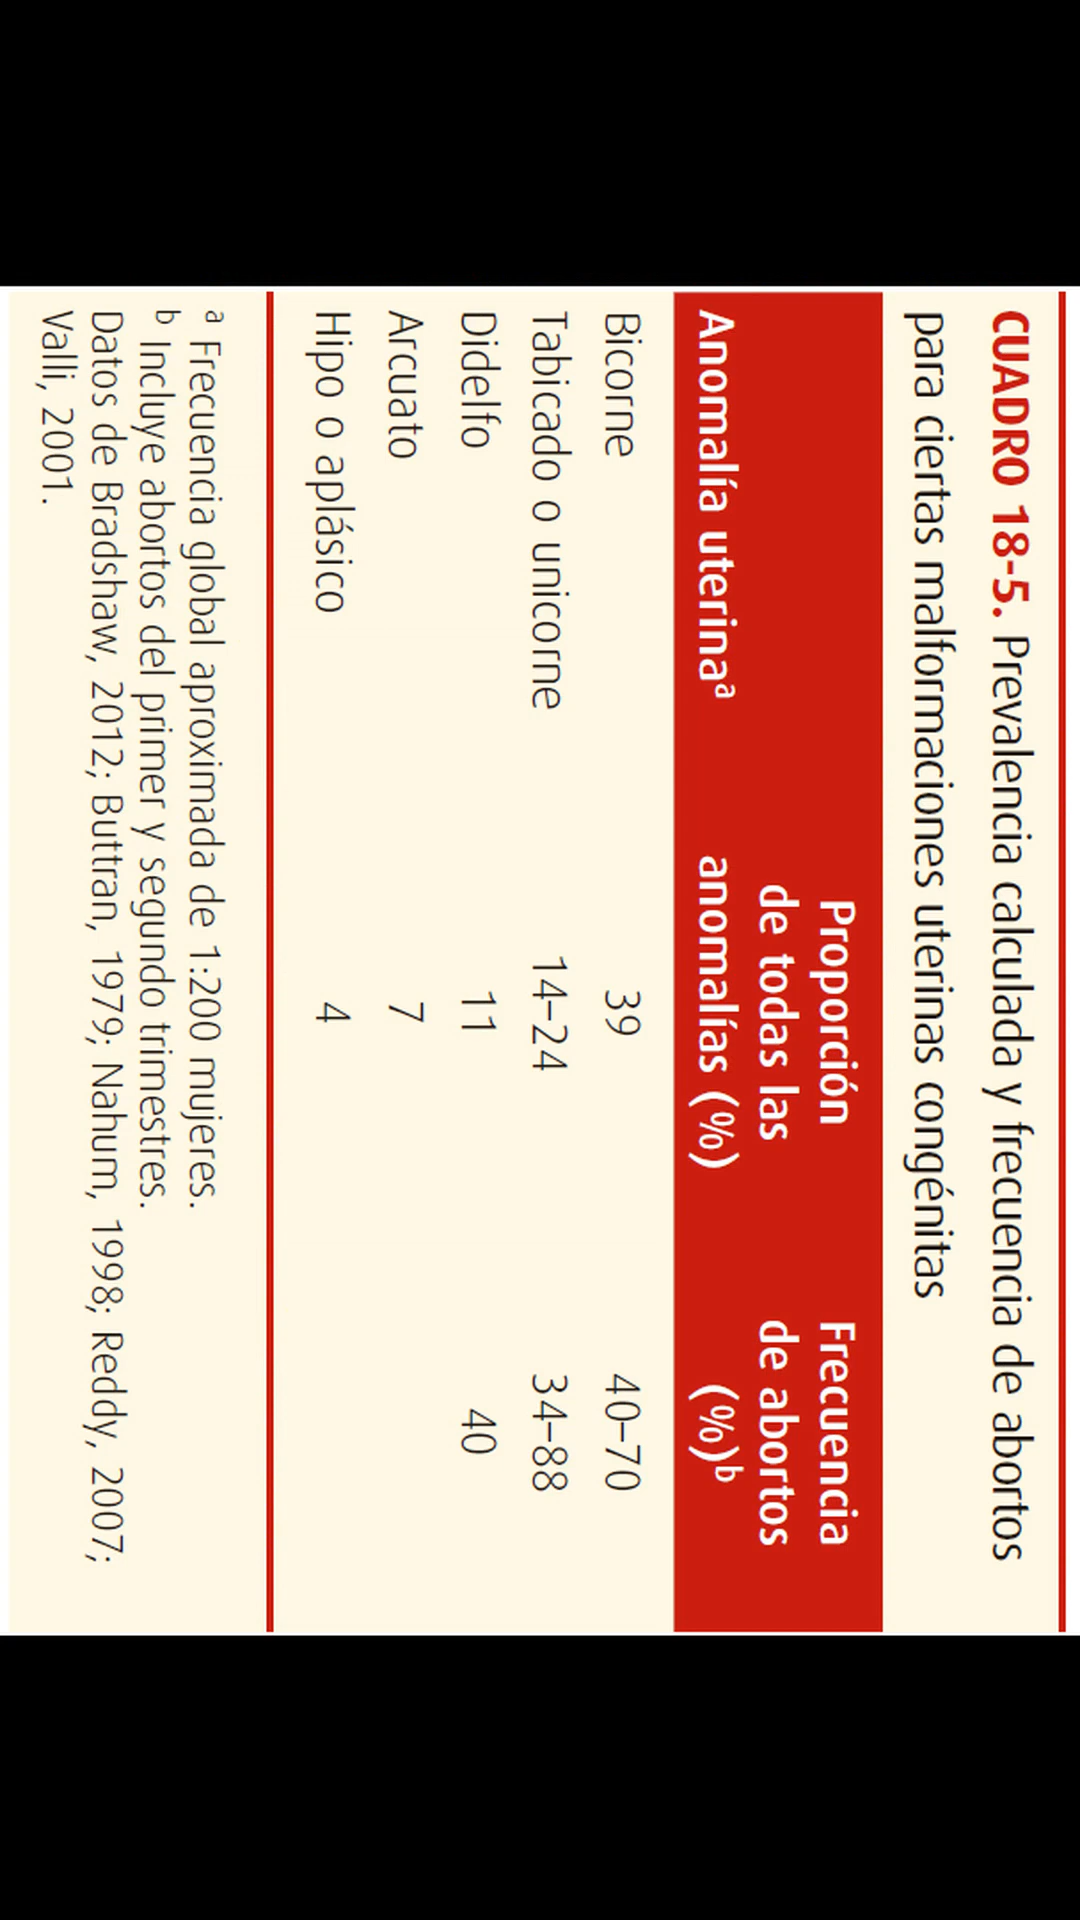 CUADRO 18-5. Prevalencia calculada y frecuencia de abortos
para ciertas malformaciones uterinas congénitas
Proporción Frecuencia
de todas las de abortos
Anomalía uterinaᵃ anomalías (%) (%)ᵇ
Bicorne 39 40–70
Tabicado o unicorne 14–24 34–88
Didelfo 11 40
Arcuato 7
Hipo o aplásico 4
ᵃ Frecuencia global aproximada de 1:200 mujeres.
ᵇ Incluye abortos del primer y segundo trimestres.
Datos de Bradshaw, 2012; Buttran, 1979; Nahum, 1998; Reddy, 2007;
Valli, 2001.